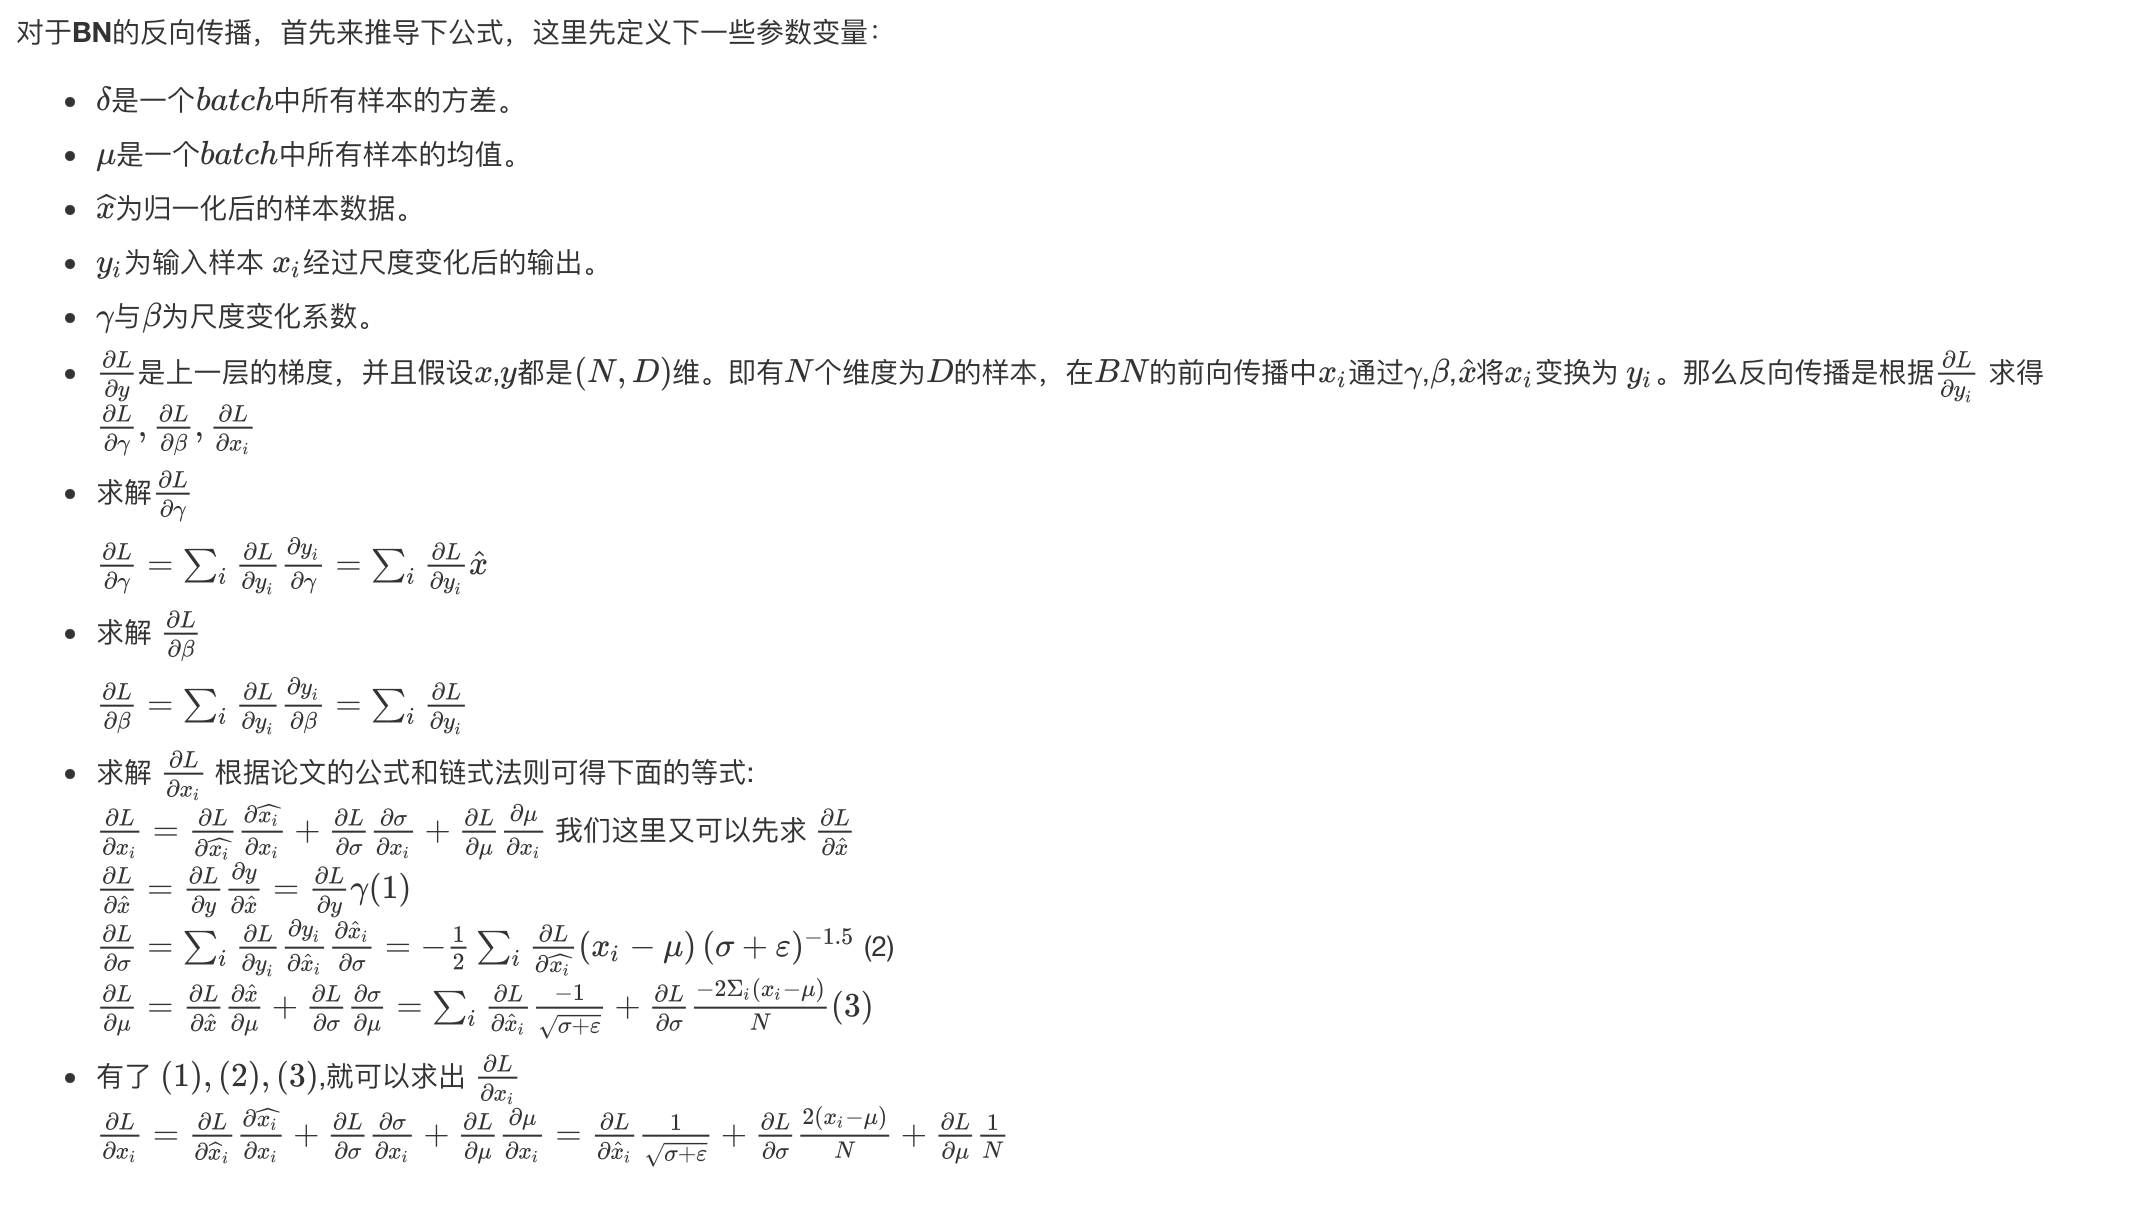 对于BN的反向传播，首先来推导下公式，这里先定义下一些参数变量：
• $\delta$是一个$batch$中所有样本的方差。
• $\mu$是一个$batch$中所有样本的均值。
• $\widehat{x}$为归一化后的样本数据。
• $y_i$为输入样本 $x_i$经过尺度变化后的输出。
• $\gamma$与$\beta$为尺度变化系数。
• $\frac{\partial L}{\partial y}$是上一层的梯度，并且假设$x$,$y$都是$(N, D)$维。即有$N$个维度为$D$的样本，在$BN$的前向传播中$x_i$通过$\gamma$,$\beta$,$\hat{x}$将$x_i$变换为 $y_i$。那么反向传播是根据$\frac{\partial L}{\partial y_i}$ 求得
$\frac{\partial L}{\partial \gamma}, \frac{\partial L}{\partial \beta}, \frac{\partial L}{\partial x_i}$
• 求解$\frac{\partial L}{\partial \gamma}$
$\frac{\partial L}{\partial \gamma} = \sum_i \frac{\partial L}{\partial y_i} \frac{\partial y_i}{\partial \gamma} = \sum_i \frac{\partial L}{\partial y_i} \hat{x}$
• 求解 $\frac{\partial L}{\partial \beta}$
$\frac{\partial L}{\partial \beta} = \sum_i \frac{\partial L}{\partial y_i} \frac{\partial y_i}{\partial \beta} = \sum_i \frac{\partial L}{\partial y_i}$
• 求解 $\frac{\partial L}{\partial x_i}$ 根据论文的公式和链式法则可得下面的等式:
$\frac{\partial L}{\partial x_i} = \frac{\partial L}{\partial \widehat{x_i}} \frac{\partial \widehat{x_i}}{\partial x_i} + \frac{\partial L}{\partial \sigma} \frac{\partial \sigma}{\partial x_i} + \frac{\partial L}{\partial \mu} \frac{\partial \mu}{\partial x_i}$ 我们这里又可以先求 $\frac{\partial L}{\partial \hat{x}}$
$\frac{\partial L}{\partial \hat{x}} = \frac{\partial L}{\partial y} \frac{\partial y}{\partial \hat{x}} = \frac{\partial L}{\partial y} \gamma (1)$
$\frac{\partial L}{\partial \sigma} = \sum_i \frac{\partial L}{\partial y_i} \frac{\partial y_i}{\partial \hat{x}_i} \frac{\partial \hat{x}_i}{\partial \sigma} = -\frac{1}{2} \sum_i \frac{\partial L}{\partial \widehat{x_i}} (x_i - \mu) (\sigma + \varepsilon)^{-1.5}$ (2)
$\frac{\partial L}{\partial \mu} = \frac{\partial L}{\partial \hat{x}} \frac{\partial \hat{x}}{\partial \mu} + \frac{\partial L}{\partial \sigma} \frac{\partial \sigma}{\partial \mu} = \sum_i \frac{\partial L}{\partial \hat{x}_i} \frac{-1}{\sqrt{\sigma + \varepsilon}} + \frac{\partial L}{\partial \sigma} \frac{-2\Sigma_i (x_i - \mu)}{N} (3)$
• 有了 $(1), (2), (3)$,就可以求出 $\frac{\partial L}{\partial x_i}$
$\frac{\partial L}{\partial x_i} = \frac{\partial L}{\partial \widehat{x}_i} \frac{\partial \widehat{x_i}}{\partial x_i} + \frac{\partial L}{\partial \sigma} \frac{\partial \sigma}{\partial x_i} + \frac{\partial L}{\partial \mu} \frac{\partial \mu}{\partial x_i} = \frac{\partial L}{\partial \hat{x}_i} \frac{1}{\sqrt{\sigma + \varepsilon}} + \frac{\partial L}{\partial \sigma} \frac{2(x_i - \mu)}{N} + \frac{\partial L}{\partial \mu} \frac{1}{N}$